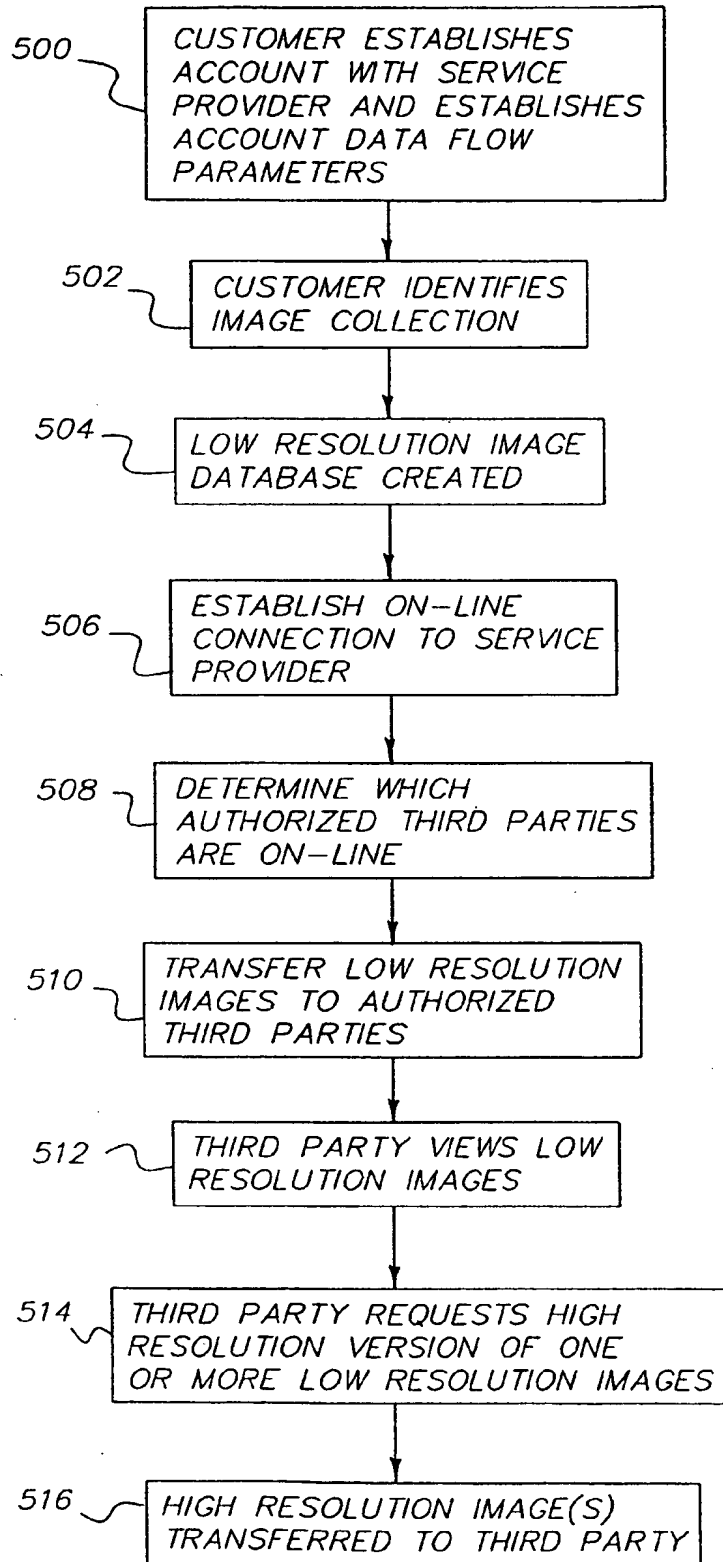 500
CUSTOMER ESTABLISHES
ACCOUNT WITH SERVICE
PROVIDER AND ESTABLISHES
ACCOUNT DATA FLOW
PARAMETERS
502
CUSTOMER IDENTIFIES
IMAGE COLLECTION
504
LOW RESOLUTION IMAGE
DATABASE CREATED
506
ESTABLISH ON-LINE
CONNECTION TO SERVICE
PROVIDER
508
DETERMINE WHICH
AUTHORIZED THIRD PARTIES
ARE ON-LINE
510
TRANSFER LOW RESOLUTION
IMAGES TO AUTHORIZED
THIRD PARTIES
512
THIRD PARTY VIEWS LOW
RESOLUTION IMAGES
514
THIRD PARTY REQUESTS HIGH
RESOLUTION VERSION OF ONE
OR MORE LOW RESOLUTION IMAGES
516
HIGH RESOLUTION IMAGE(S)
TRANSFERRED TO THIRD PARTY